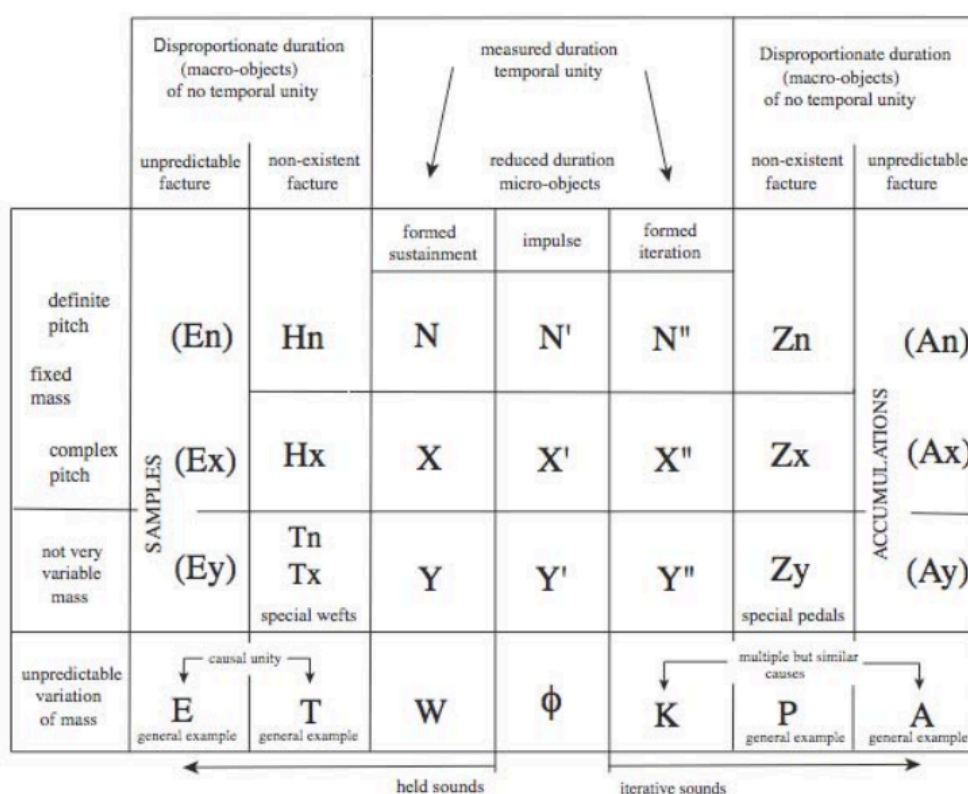 Disproportionate duration
(macro-objects)
of no temporal unity
measured duration
temporal unity
Disproportionate duration
(macro-objects)
of no temporal unity
unpredictable
facture
non-existent
facture
reduced duration
micro-objects
non-existent
facture
unpredictable
facture
formed
sustainment
impulse
formed
iteration
definite
pitch
(En) Hn N N' N" Zn (An)
fixed
mass
complex
pitch
(Ex) Hx X X' X" Zx (Ax)
SAMPLES
ACCUMULATIONS
not very
variable
mass
(Ey) Tn Y Y' Y" Zy (Ay)
Tx
special wefts
special pedals
unpredictable
variation
of mass
causal unity
multiple but similar
causes
E T W ϕ K P A
general example general example general example general example
held sounds iterative sounds